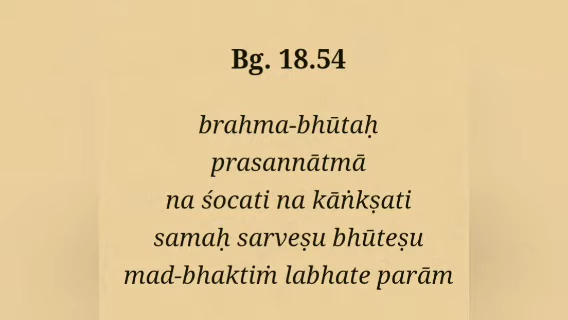 Bg. 18.54
brahma-bhūtaḥ
prasannātmā
na śocati na kāṅkṣati
samaḥ sarveṣu bhūteṣu
mad-bhaktiṁ labhate parām